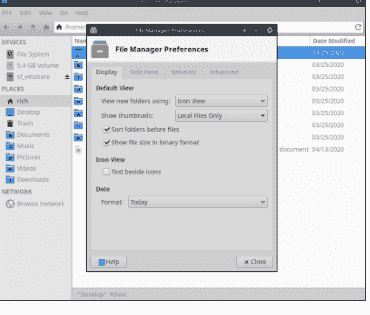 File Edit View Go Help
/home/
DEVICES
File System
5.4 GB Volume
sf_vmshare
PLACES
rich
Desktop
Trash
Documents
Music
Pictures
Videos
Downloads
NETWORK
Browse Network
Date Modified
03/25/2020
03/25/2020
03/25/2020
03/25/2020
03/25/2020
03/25/2020
03/25/2020
document 04/13/2020
File Manager Preferences
File Manager Preferences
Display Side Pane Behavior Advanced
Default View
View new folders using: Icon View
Show thumbnails: Local Files Only
Sort folders before files
Show file size in binary format
Icon View
Text beside icons
Date
Format: Today
Help Close
"Desktop": folder